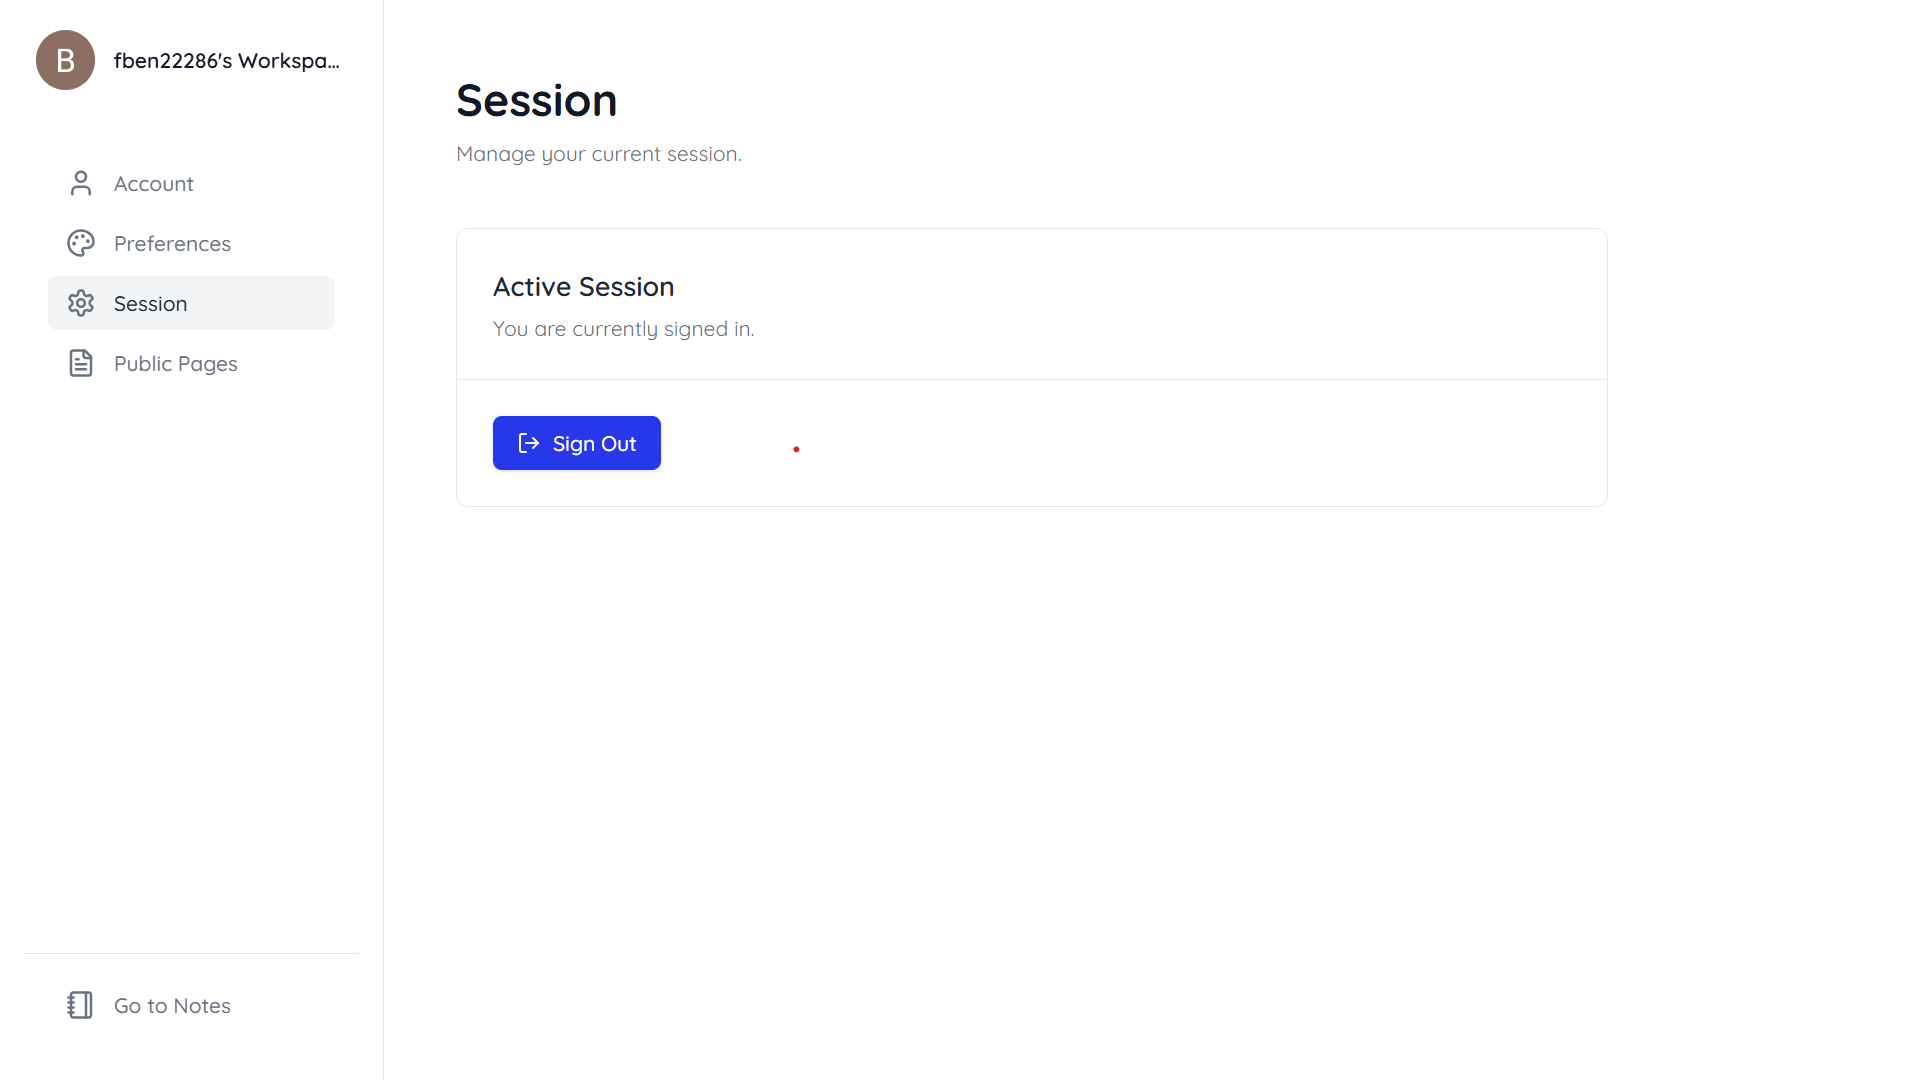 B
fben22286's Workspa...
Account
Preferences
Session
Public Pages
Go to Notes
Session
Manage your current session.
Active Session
You are currently signed in.
Sign Out